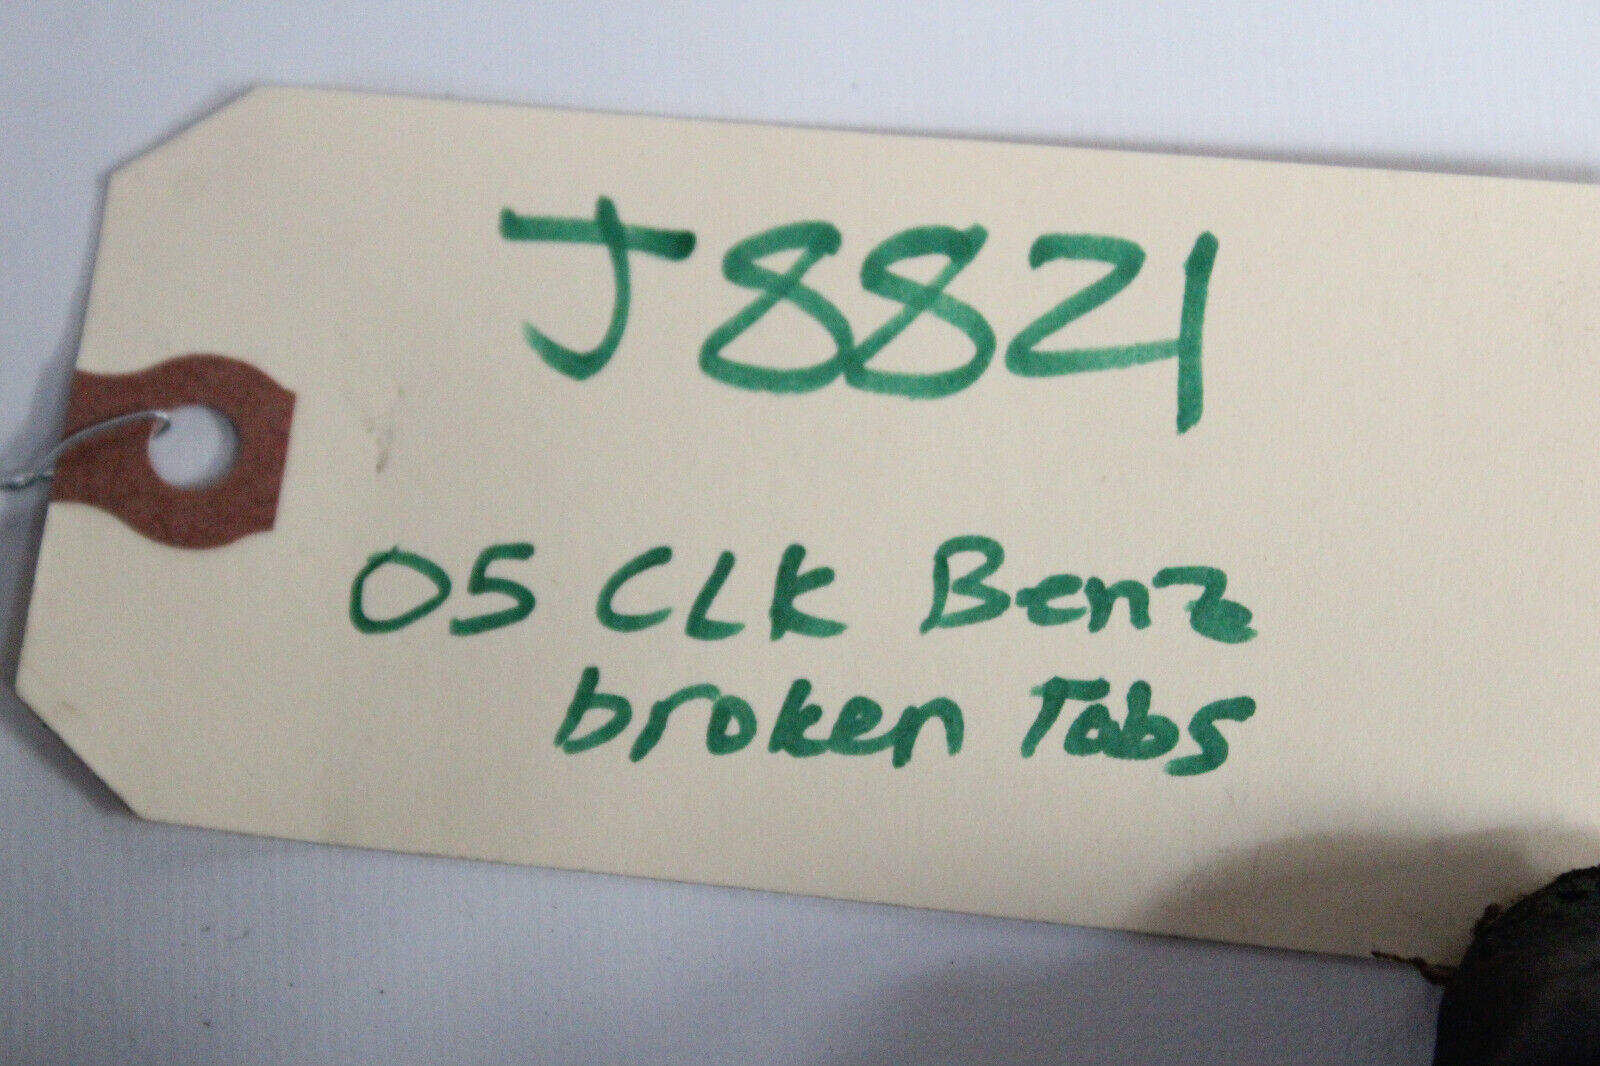 J8821
05 CLK Benz
broken Tabs